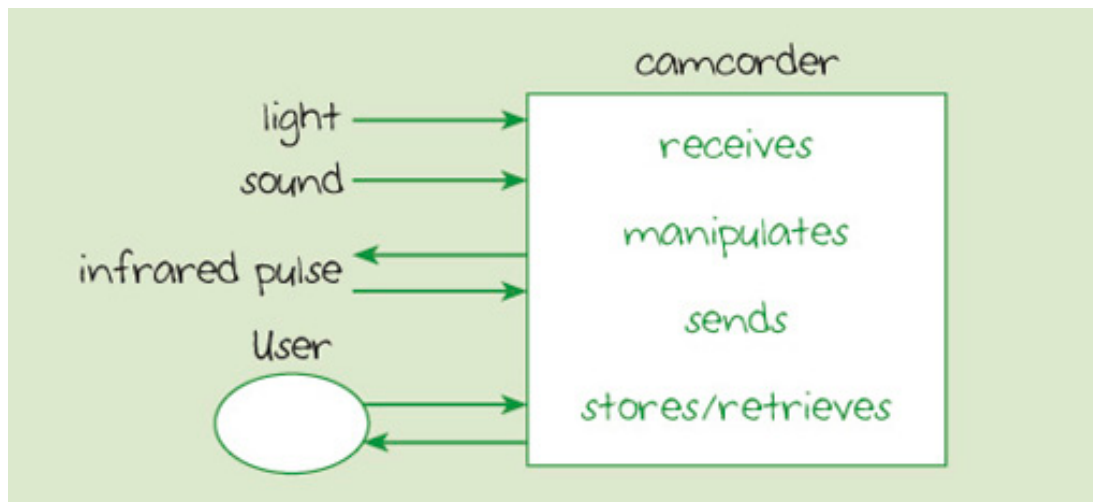 camcorder
light
receives
sound
manipulates
infrared pulse
sends
User
stores/retrieves